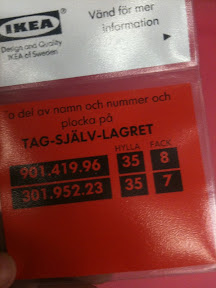 IKEA
Design and Quality
IKEA of Sweden
Vänd för mer
information
Ta del av namn och nummer och
plocka på
TAG-SJÄLV-LAGRET
HYLLA FACK
901.419.96 35 8
301.952.23 35 7